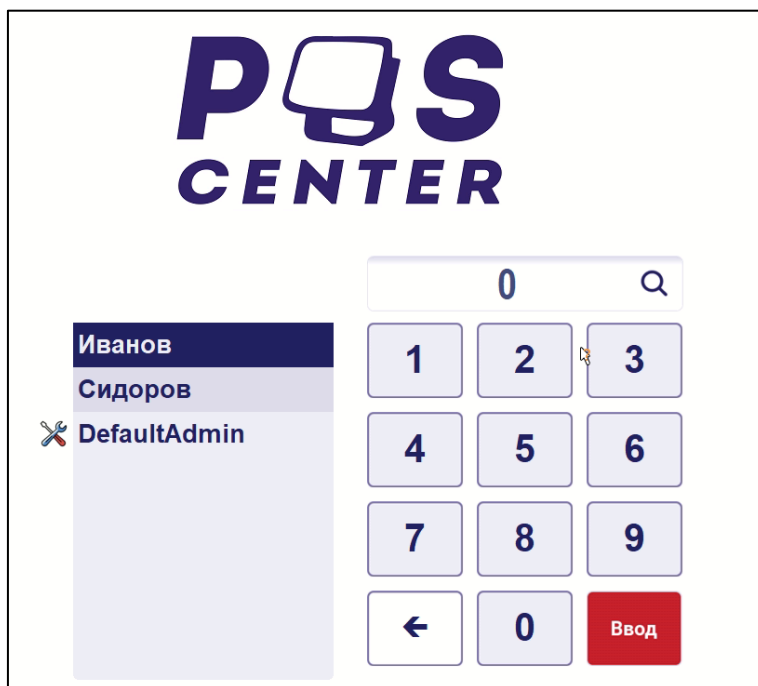 POS
CENTER
0
Иванов
Сидоров
DefaultAdmin
1 2 3
4 5 6
7 8 9
0 Ввод